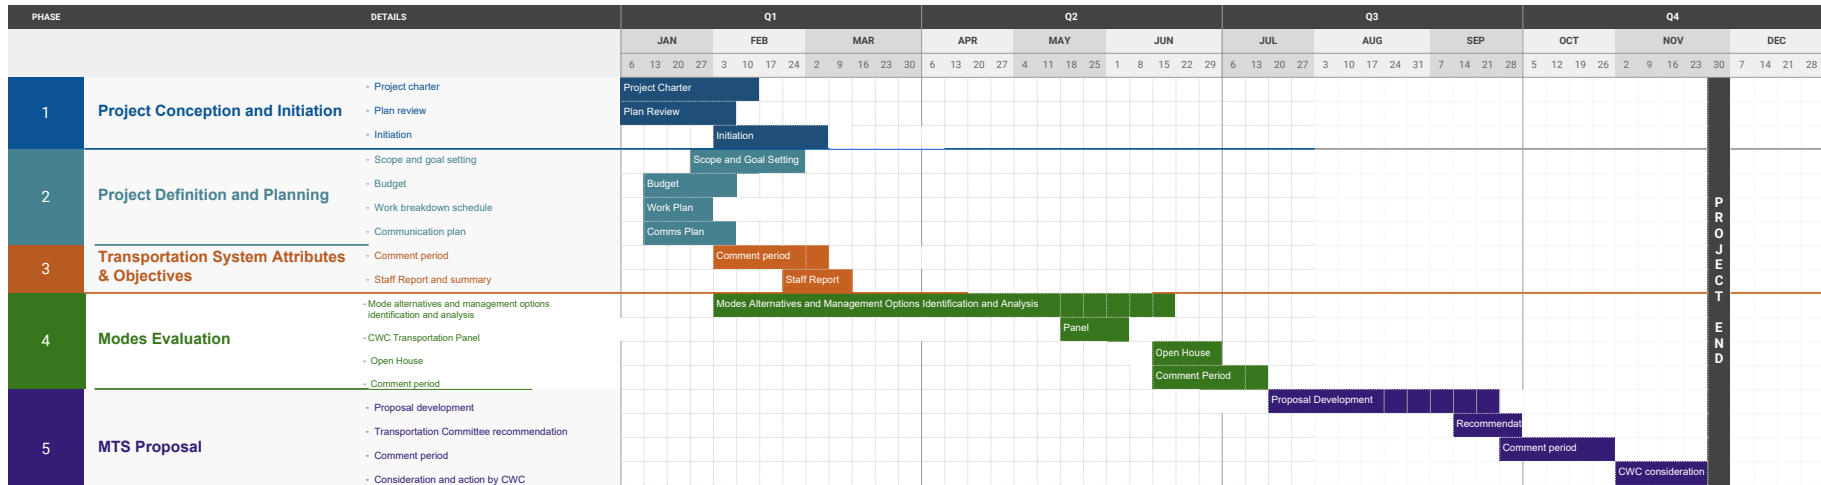 PHASE DETAILS Q1 Q2 Q3 Q4
JAN FEB MAR APR MAY JUN JUL AUG SEP OCT NOV DEC
6 13 20 27 3 10 17 24 2 9 16 23 30 6 13 20 27 4 11 18 25 1 8 15 22 29 6 13 20 27 3 10 17 24 31 7 14 21 28 5 12 19 26 2 9 16 23 30 7 14 21 28
1
Project Conception and Initiation
- Project charter
Project Charter
- Plan review
Plan Review
- Initiation
Initiation
2
Project Definition and Planning
- Scope and goal setting
Scope and Goal Setting
- Budget
Budget
- Work breakdown schedule
Work Plan
- Communication plan
Comms Plan
3
Transportation System Attributes
& Objectives
- Comment period
Comment period
- Staff Report and summary
Staff Report
4
Modes Evaluation
- Mode alternatives and management options
identification and analysis
Modes Alternatives and Management Options Identification and Analysis
- CWC Transportation Panel
Panel
- Open House
Open House
- Comment period
Comment Period
5
MTS Proposal
- Proposal development
Proposal Development
- Transportation Committee recommendation
Recommendat
- Comment period
Comment period
- Consideration and action by CWC
CWC consideration
PROJECT END